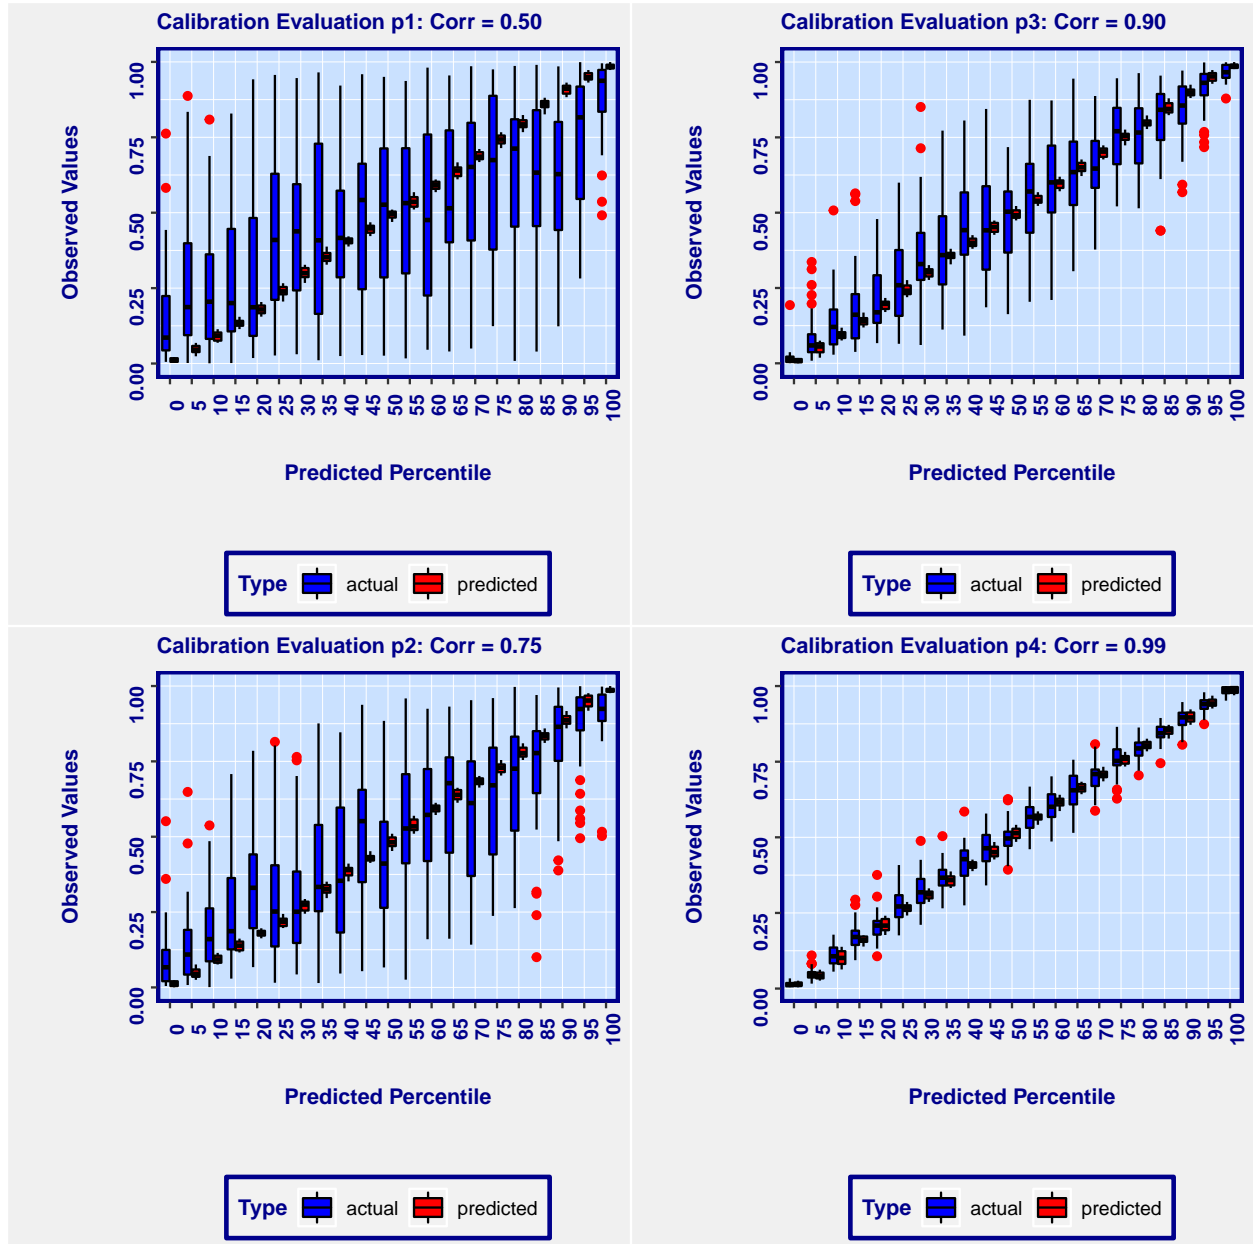 Calibration Evaluation p1: Corr = 0.50
Observed Values
1.00
0.75
0.50
0.25
0.00
0 5 10 15 20 25 30 35 40 45 50 55 60 65 70 75 80 85 90 95 100
Predicted Percentile
Type actual predicted
Calibration Evaluation p3: Corr = 0.90
Observed Values
1.00
0.75
0.50
0.25
0.00
0 5 10 15 20 25 30 35 40 45 50 55 60 65 70 75 80 85 90 95 100
Predicted Percentile
Type actual predicted
Calibration Evaluation p2: Corr = 0.75
Observed Values
1.00
0.75
0.50
0.25
0.00
0 5 10 15 20 25 30 35 40 45 50 55 60 65 70 75 80 85 90 95 100
Predicted Percentile
Type actual predicted
Calibration Evaluation p4: Corr = 0.99
Observed Values
1.00
0.75
0.50
0.25
0.00
0 5 10 15 20 25 30 35 40 45 50 55 60 65 70 75 80 85 90 95 100
Predicted Percentile
Type actual predicted